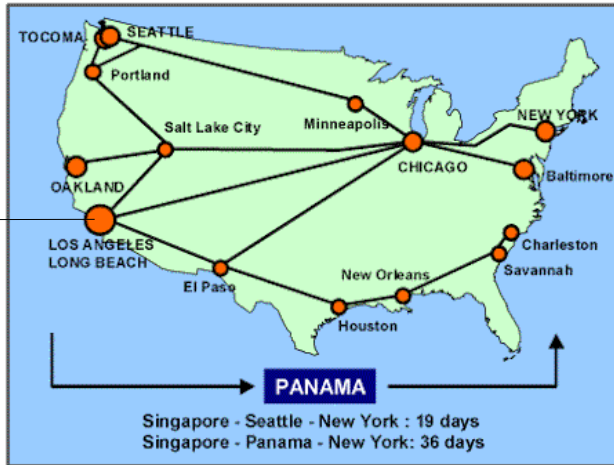 TOCOMA
SEATTLE
Portland
Minneapolis
NEW YORK
Salt Lake City
CHICAGO
Baltimore
OAKLAND
LOS ANGELES
LONG BEACH
El Paso
New Orleans
Charleston
Savannah
Houston
PANAMA
Singapore - Seattle - New York : 19 days
Singapore - Panama - New York: 36 days